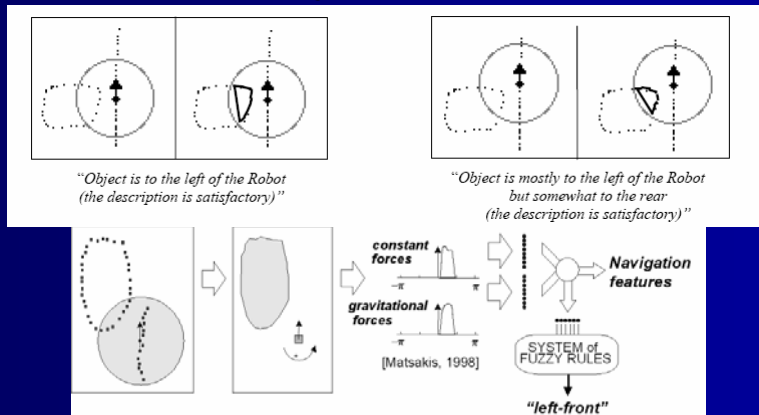 “Object is to the left of the Robot
(the description is satisfactory)”
“Object is mostly to the left of the Robot
but somewhat to the rear
(the description is satisfactory)”
constant
forces
−π
π
gravitational
forces
−π
π
[Matsakis, 1998]
Navigation
features
SYSTEM of
FUZZY RULES
“left-front”